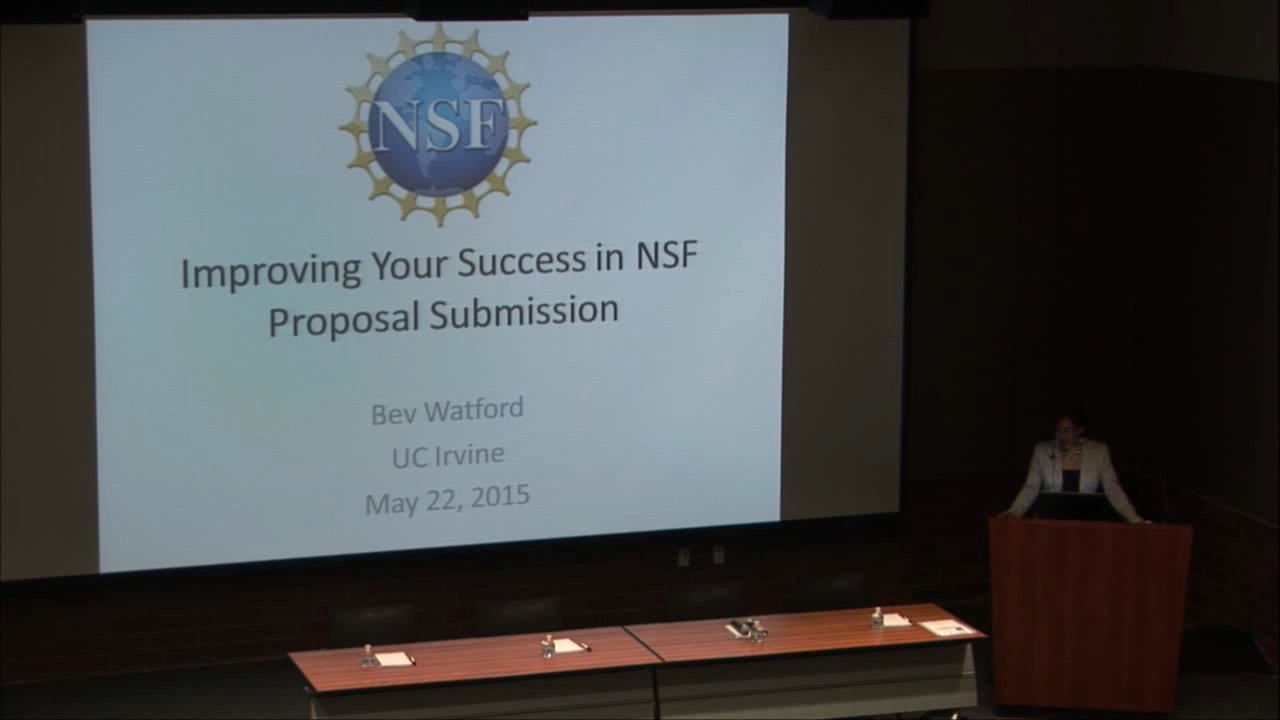 NSF
Improving Your Success in NSF
Proposal Submission
Bev Watford
UC Irvine
May 22, 2015